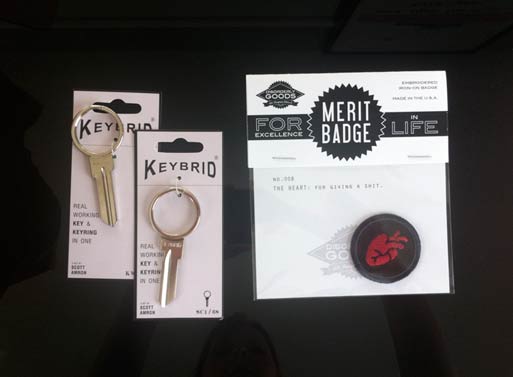 KEYBRID®
REAL
WORKING
KEY &
KEYRING
IN ONE
SCOTT
AMRON
KEYBRID®
REAL
WORKING
KEY &
KEYRING
IN ONE
SCOTT
AMRON
DISORDERLY
GOODS
FOR
EXCELLENCE
MERIT
BADGE
IN
LIFE
EMBROIDERED
IRON-ON BADGE
MADE IN THE U.S.A.
NO.008
THE HEART: FOR GIVING A SHIT.
DISORDERLY
GOODS